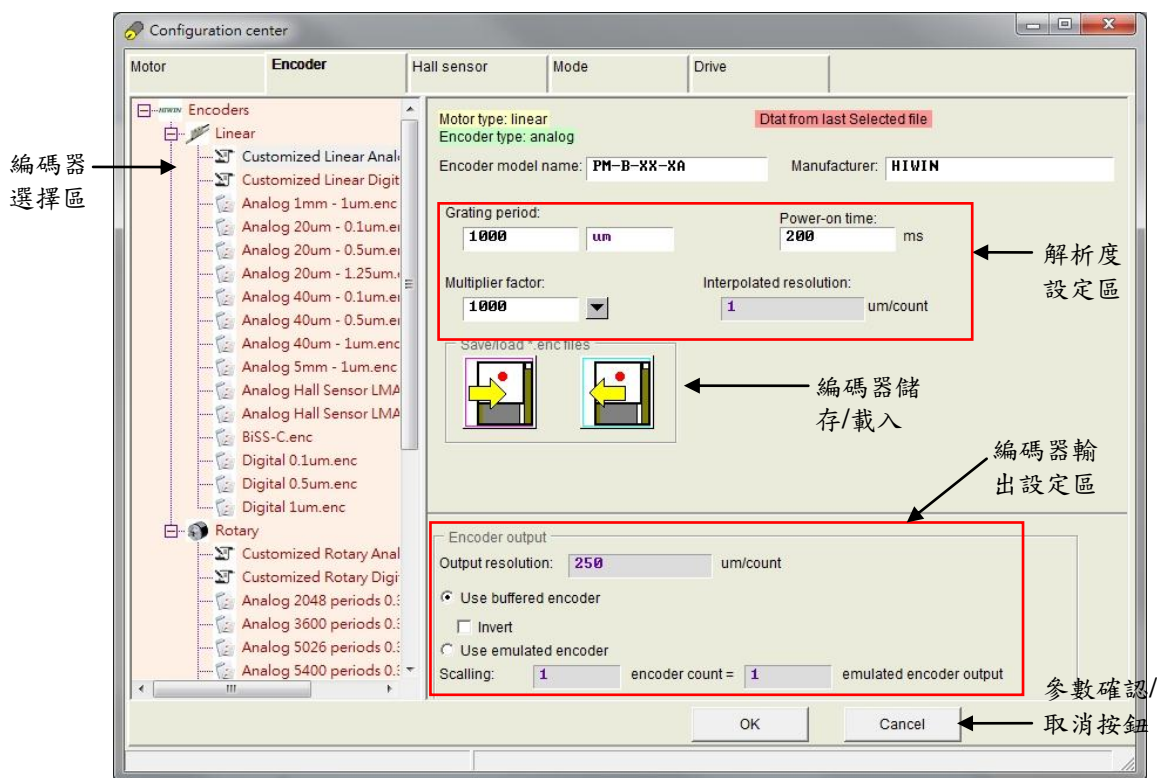 Configuration center
Motor
Encoder
Hall sensor
Mode
Drive
HIWIN Encoders
Linear
Customized Linear Anal
Customized Linear Digit
Analog 1mm - 1um.enc
Analog 20um - 0.1um.e
Analog 20um - 0.5um.e
Analog 20um - 1.25um.
Analog 40um - 0.1um.e
Analog 40um - 0.5um.e
Analog 40um - 1um.enc
Analog 5mm - 1um.enc
Analog Hall Sensor LMA
Analog Hall Sensor LMA
BiSS-C.enc
Digital 0.1um.enc
Digital 0.5um.enc
Digital 1um.enc
Rotary
Customized Rotary Anal
Customized Rotary Digi
Analog 2048 periods 0.3
Analog 3600 periods 0.3
Analog 5026 periods 0.3
Analog 5400 periods 0.3
編碼器
選擇區
Motor type: linear
Dtat from last Selected file
Encoder type: analog
Encoder model name: PM-B-XX-XA
Manufacturer: HIWIN
Grating period:
1000 um
Power-on time:
200 ms
Multiplier factor:
1000
Interpolated resolution:
1 um/count
解析度
設定區
Save/load *.enc files
編碼器儲
存/載入
編碼器輸
出設定區
Encoder output
Output resolution: 250 um/count
Use buffered encoder
Invert
Use emulated encoder
Scalling: 1 encoder count = 1 emulated encoder output
OK
Cancel
參數確認/
取消按鈕